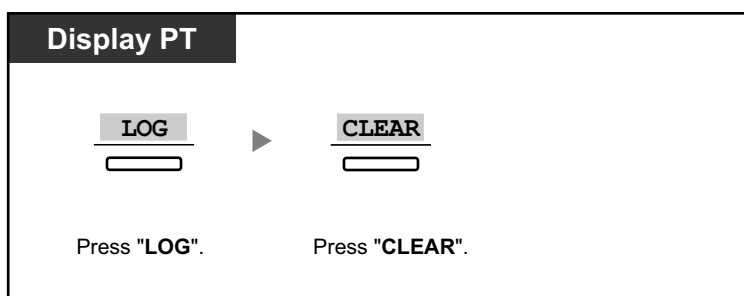 Display PT
LOG
CLEAR
Press "LOG".
Press "CLEAR".